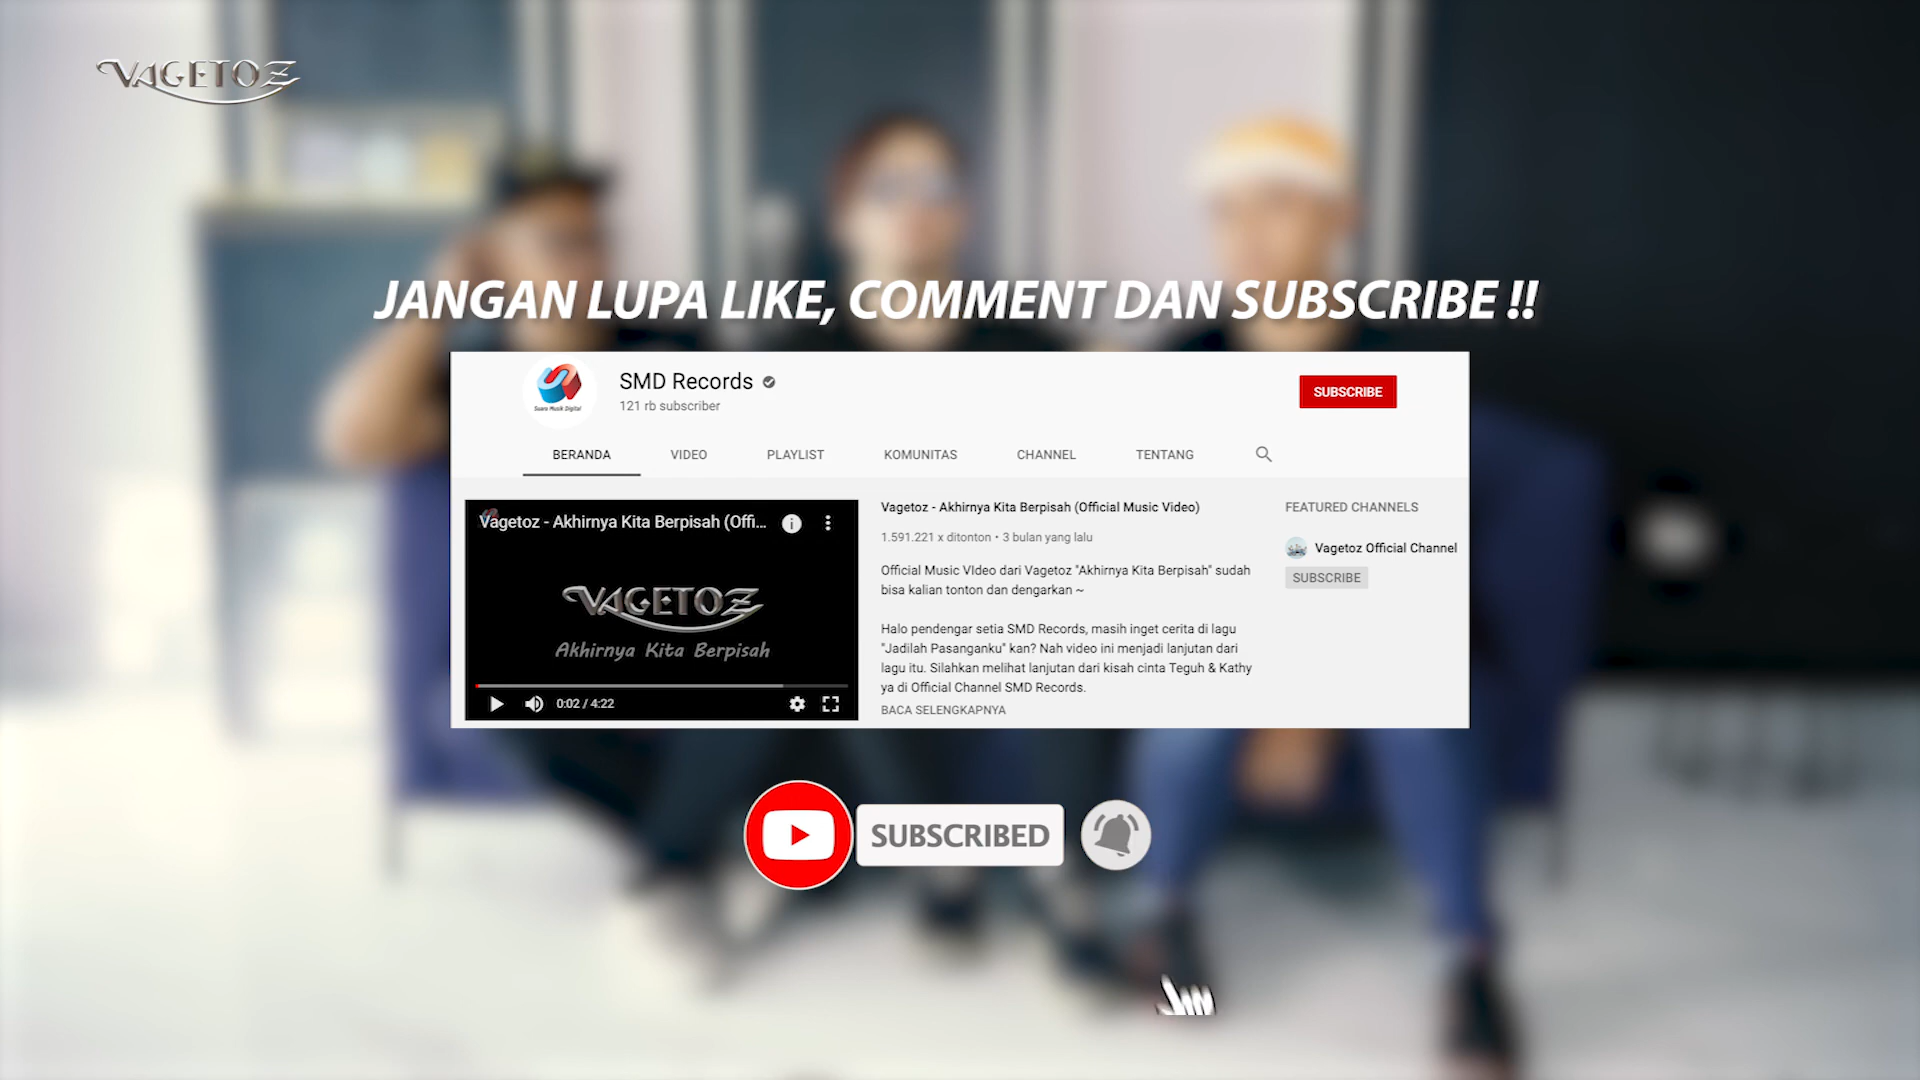 VAGETOZ
JANGAN LUPA LIKE, COMMENT DAN SUBSCRIBE !!
Suara Musik Digital
SMD Records
121 rb subscriber
SUBSCRIBE
BERANDA VIDEO PLAYLIST KOMUNITAS CHANNEL TENTANG
Vagetoz - Akhirnya Kita Berpisah (Offi...
VAGETOZ
Akhirnya Kita Berpisah
0:02 / 4:22
Vagetoz - Akhirnya Kita Berpisah (Official Music Video)
1.591.221 x ditonton • 3 bulan yang lalu
Official Music VIdeo dari Vagetoz "Akhirnya Kita Berpisah" sudah
bisa kalian tonton dan dengarkan ~
Halo pendengar setia SMD Records, masih inget cerita di lagu
"Jadilah Pasanganku" kan? Nah video ini menjadi lanjutan dari
lagu itu. Silahkan melihat lanjutan dari kisah cinta Teguh & Kathy
ya di Official Channel SMD Records.
BACA SELENGKAPNYA
FEATURED CHANNELS
Vagetoz Official Channel
SUBSCRIBE
SUBSCRIBED